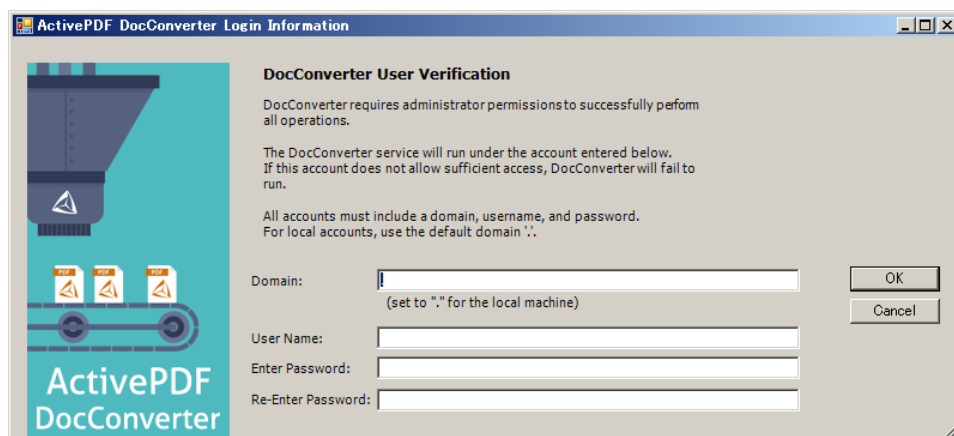 ActivePDF DocConverter Login Information
DocConverter User Verification
DocConverter requires administrator permissions to successfully perfom
all operations.
The DocConverter service will run under the account entered below.
If this account does not allow sufficient access, DocConverter will fail to
run.
All accounts must include a domain, username, and password.
For local accounts, use the default domain '.'.
Domain: .
(set to "." for the local machine)
User Name:
Enter Password:
Re-Enter Password:
OK
Cancel
PDF PDF PDF
ActivePDF
DocConverter